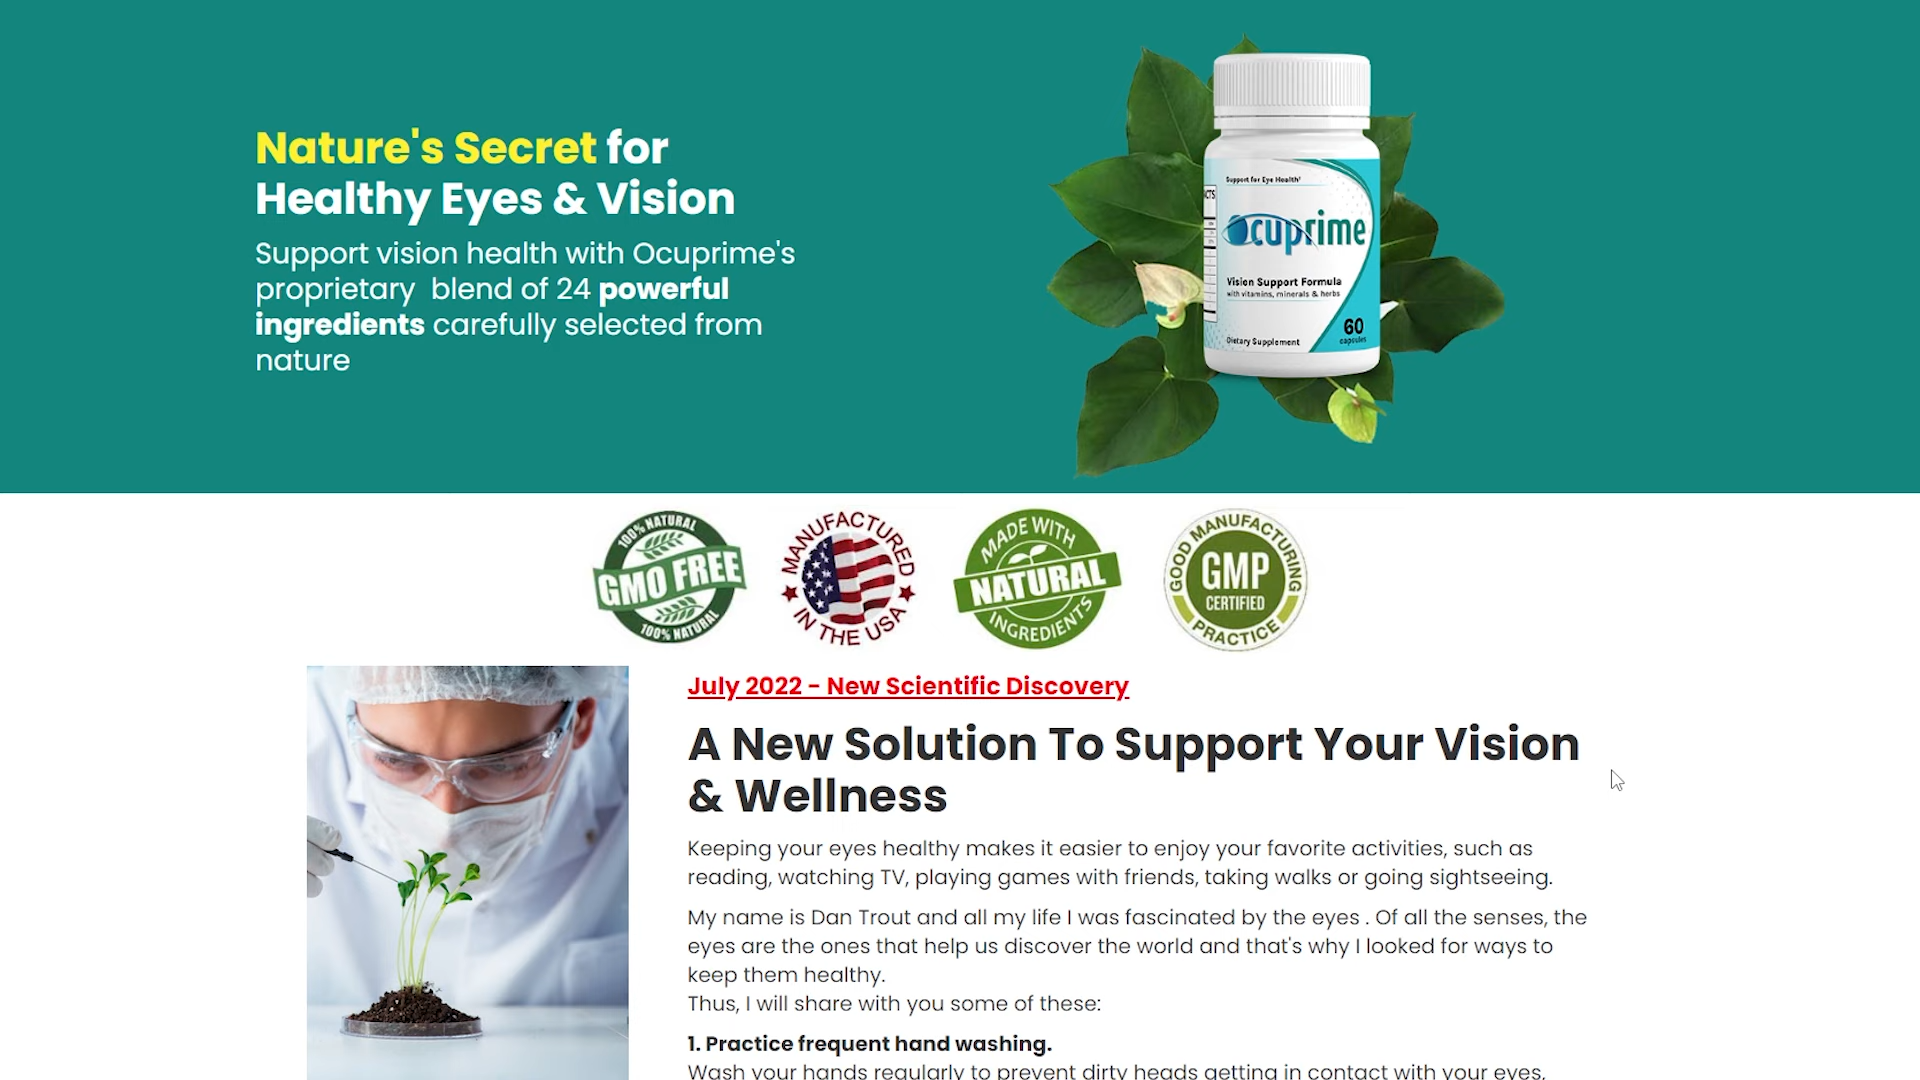 Nature's Secret for
Healthy Eyes & Vision
Support vision health with Ocuprime's
proprietary blend of 24 powerful
ingredients carefully selected from
nature
CTS
Support for Eye Health
Ocuprime
Vision Support Formula
with vitamins, minerals & herbs
60
capsules
Dietary Supplement
100% NATURAL
GMO FREE
100% NATURAL
MANUFACTURED
IN THE USA
MADE WITH
NATURAL
INGREDIENTS
GOOD MANUFACTURING
GMP
CERTIFIED
PRACTICE
July 2022 - New Scientific Discovery
A New Solution To Support Your Vision
& Wellness
Keeping your eyes healthy makes it easier to enjoy your favorite activities, such as
reading, watching TV, playing games with friends, taking walks or going sightseeing.
My name is Dan Trout and all my life I was fascinated by the eyes . Of all the senses, the
eyes are the ones that help us discover the world and that's why I looked for ways to
keep them healthy.
Thus, I will share with you some of these:
1. Practice frequent hand washing.
Wash your hands regularly to prevent dirty heads getting in contact with your eyes,